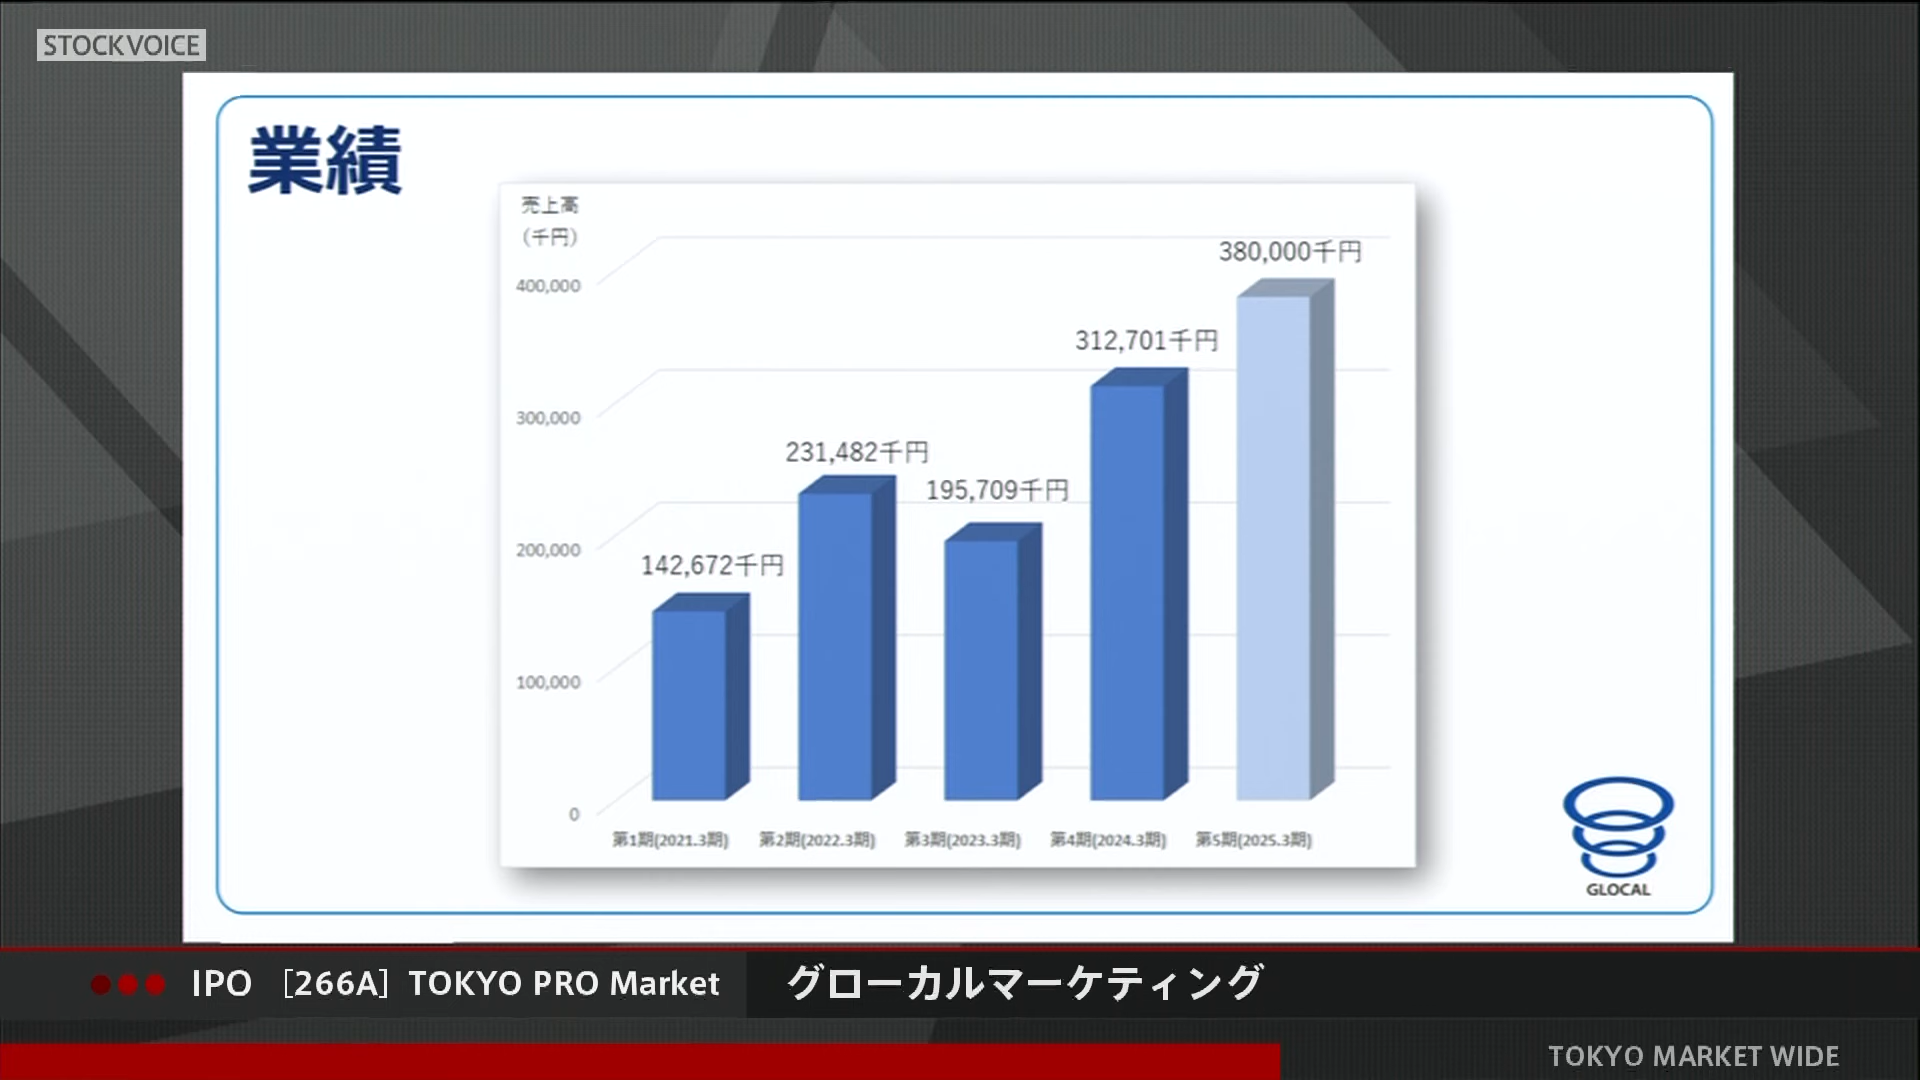 STOCKVOICE
業績
売上高
(千円)
380,000千円
400,000
312,701千円
300,000
231,482千円
195,709千円
200,000
142,672千円
100,000
0
第1期(2021.3期) 第2期(2022.3期) 第3期(2023.3期) 第4期(2024.3期) 第5期(2025.3期)
GLOCAL
IPO [266A] TOKYO PRO Market グローカルマーケティング
TOKYO MARKET WIDE